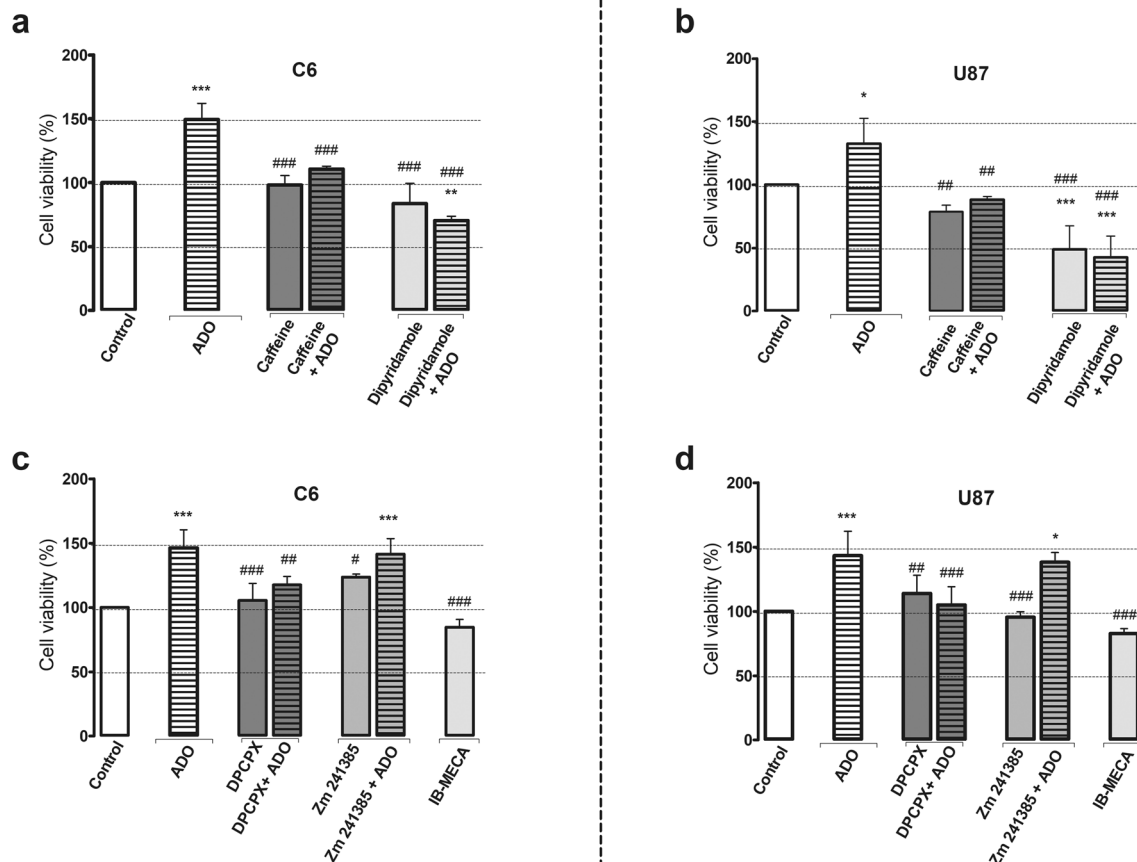 a
C6
Cell viability (%)
200
150
100
50
0
***
###
###
###
###
**
Control
ADO
Caffeine
Caffeine
+ ADO
Dipyridamole
Dipyridamole
+ ADO
b
U87
Cell viability (%)
200
150
100
50
0
*
##
##
###
***
###
***
Control
ADO
Caffeine
Caffeine
+ ADO
Dipyridamole
Dipyridamole
+ ADO
c
C6
Cell viability (%)
200
150
100
50
0
***
###
##
#
***
###
Control
ADO
DPCPX
DPCPX+ ADO
Zm 241385
Zm 241385 + ADO
IB-MECA
d
U87
Cell viability (%)
200
150
100
50
0
***
##
###
###
*
###
Control
ADO
DPCPX
DPCPX+ ADO
Zm 241385
Zm 241385 + ADO
IB-MECA